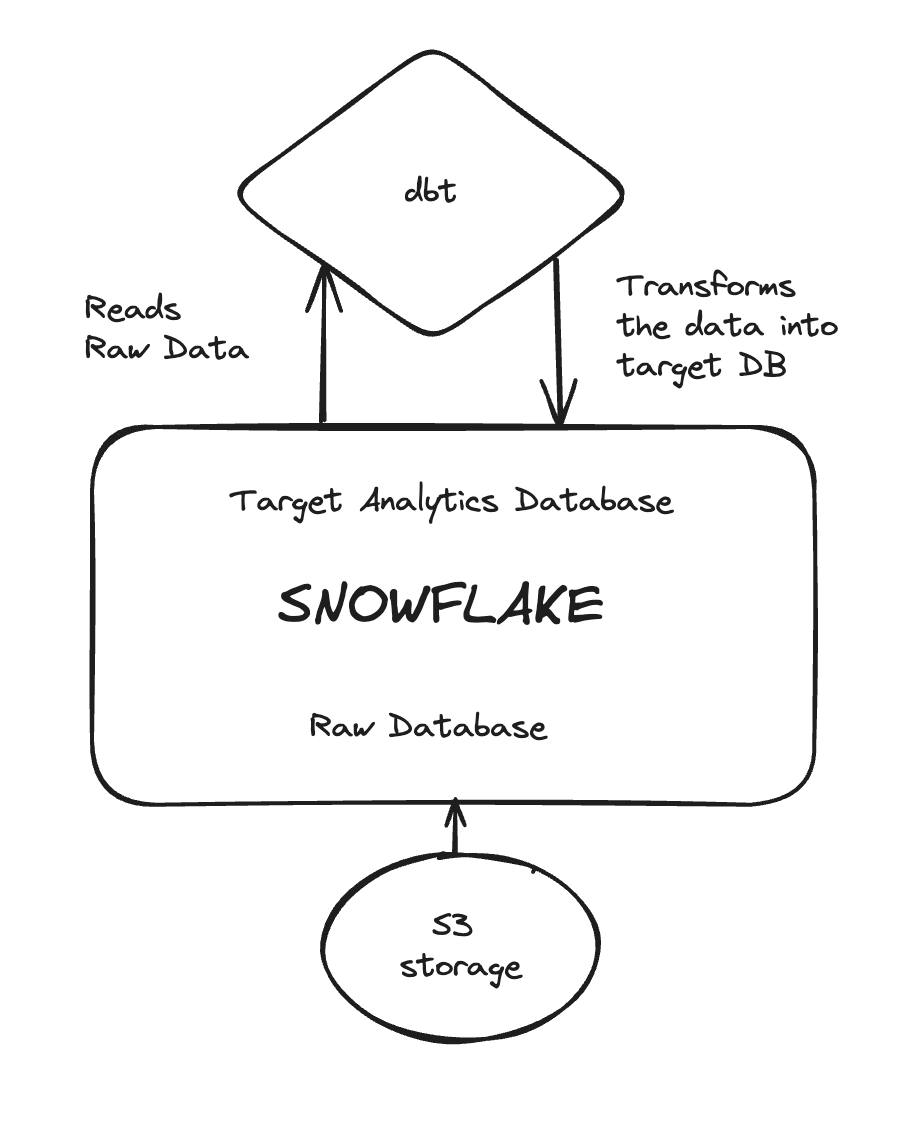 dbt
Reads
Raw Data
Transforms
the data into
target DB
Target Analytics Database
SNOWFLAKE
Raw Database
S3
storage